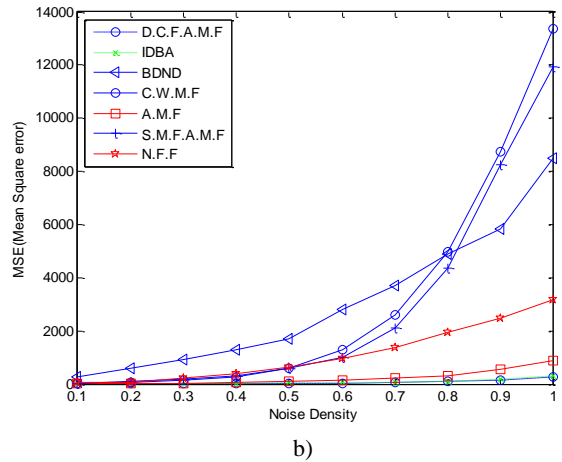 14000
12000
10000
8000
6000
4000
2000
0
MSE(Mean Square error)
D.C.F.A.M.F
IDBA
BDND
C.W.M.F
A.M.F
S.M.F.A.M.F
N.F.F
0.1 0.2 0.3 0.4 0.5 0.6 0.7 0.8 0.9 1
Noise Density
b)